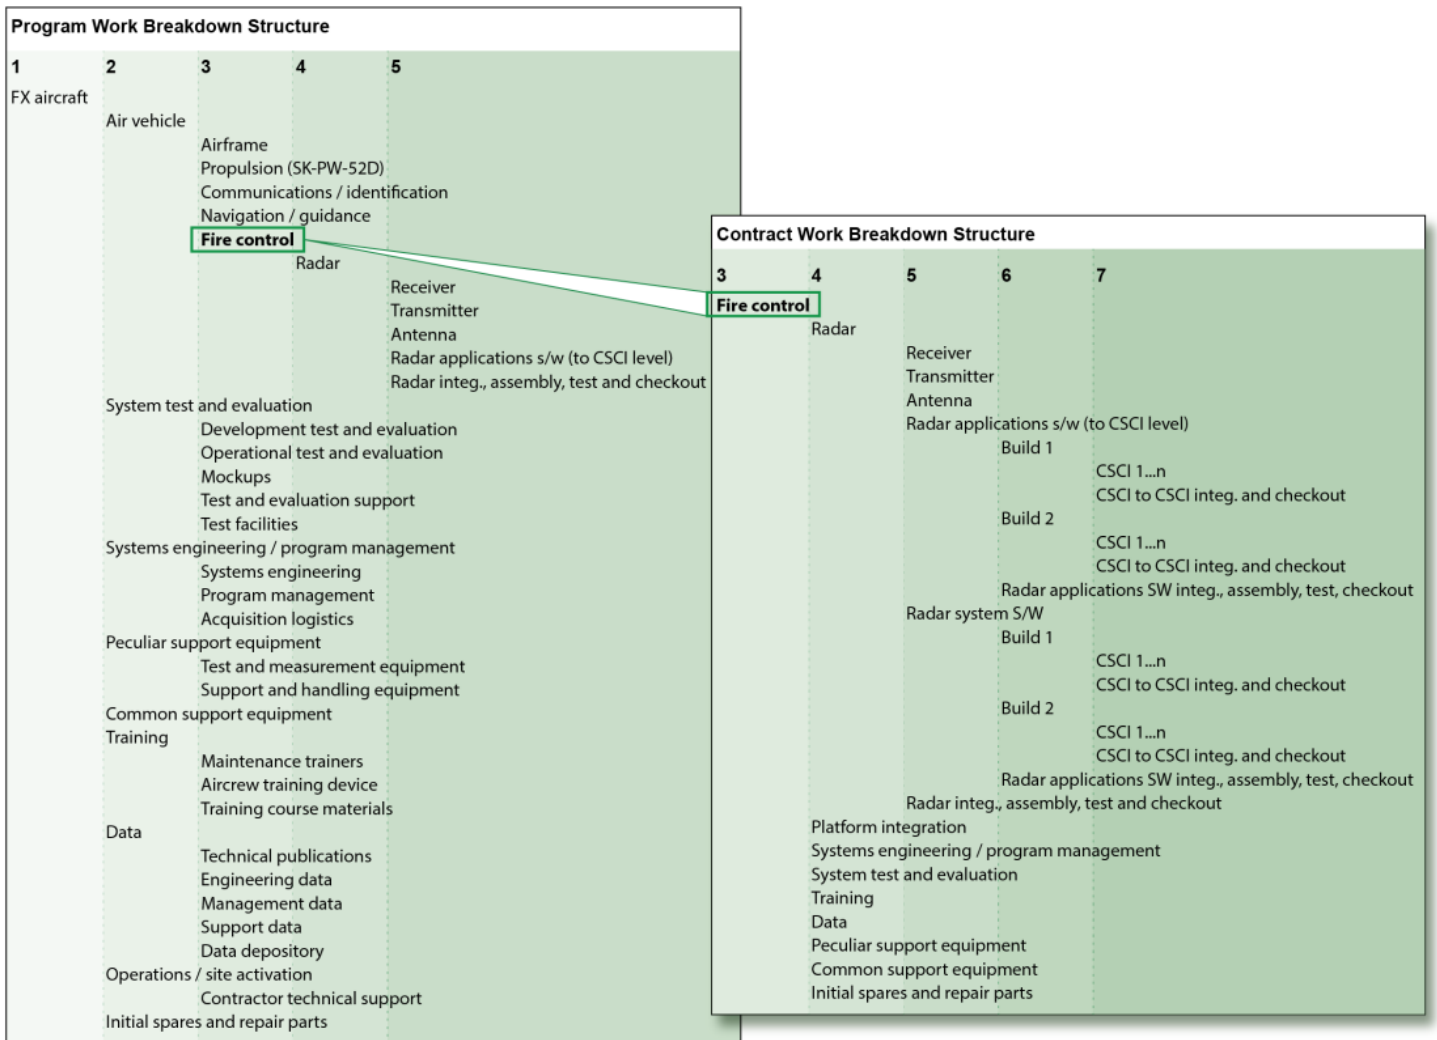 Program Work Breakdown Structure
1 2 3 4 5
FX aircraft
Air vehicle
Airframe
Propulsion (SK-PW-52D)
Communications / identification
Navigation / guidance
Fire control
Radar
Receiver
Transmitter
Antenna
Radar applications s/w (to CSCI level)
Radar integ., assembly, test and checkout
System test and evaluation
Development test and evaluation
Operational test and evaluation
Mockups
Test and evaluation support
Test facilities
Systems engineering / program management
Systems engineering
Program management
Acquisition logistics
Peculiar support equipment
Test and measurement equipment
Support and handling equipment
Common support equipment
Training
Maintenance trainers
Aircrew training device
Training course materials
Data
Technical publications
Engineering data
Management data
Support data
Data depository
Operations / site activation
Contractor technical support
Initial spares and repair parts
Contract Work Breakdown Structure
3 4 5 6 7
Fire control
Radar
Receiver
Transmitter
Antenna
Radar applications s/w (to CSCI level)
Build 1
CSCI 1...n
CSCI to CSCI integ. and checkout
Build 2
CSCI 1...n
CSCI to CSCI integ. and checkout
Radar applications SW integ., assembly, test, checkout
Radar system S/W
Build 1
CSCI 1...n
CSCI to CSCI integ. and checkout
Build 2
CSCI 1...n
CSCI to CSCI integ. and checkout
Radar applications SW integ., assembly, test, checkout
Radar integ., assembly, test and checkout
Platform integration
Systems engineering / program management
System test and evaluation
Training
Data
Peculiar support equipment
Common support equipment
Initial spares and repair parts